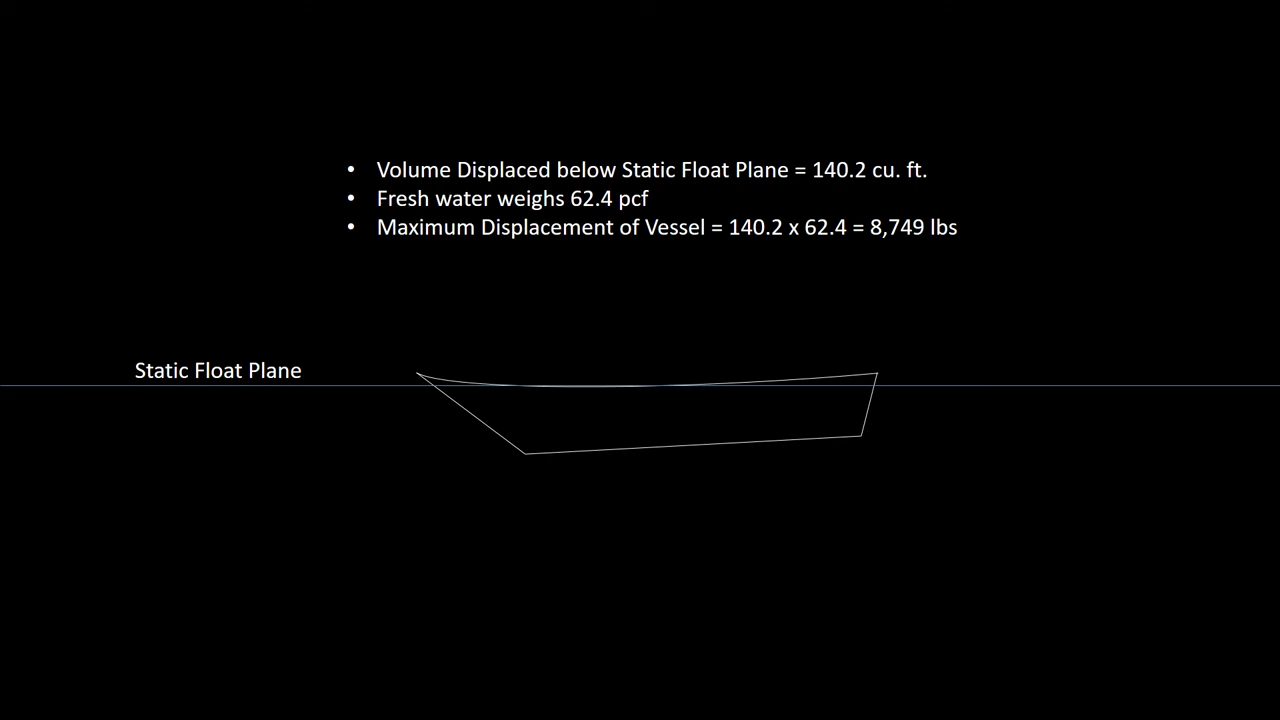 • Volume Displaced below Static Float Plane = 140.2 cu. ft.
• Fresh water weighs 62.4 pcf
• Maximum Displacement of Vessel = 140.2 x 62.4 = 8,749 lbs
Static Float Plane